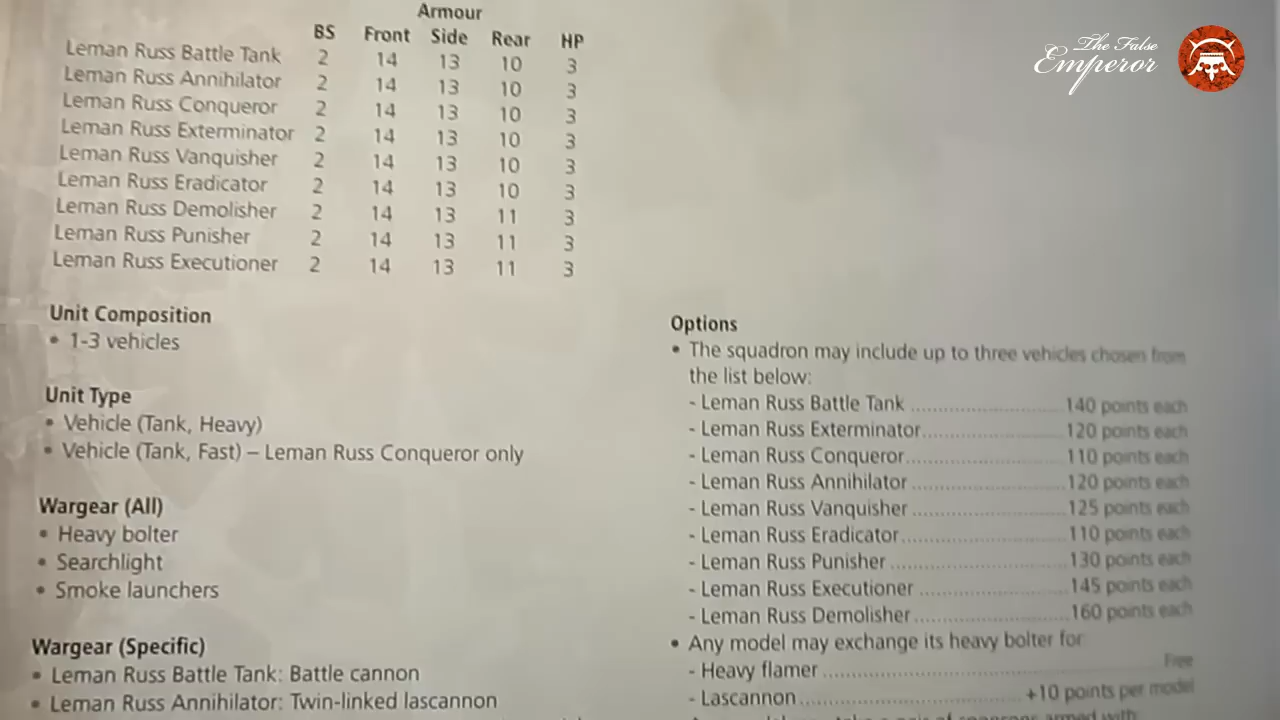 The False
Emperor
Armour
BS Front Side Rear HP
Leman Russ Battle Tank 2 14 13 10 3
Leman Russ Annihilator 2 14 13 10 3
Leman Russ Conqueror 2 14 13 10 3
Leman Russ Exterminator 2 14 13 10 3
Leman Russ Vanquisher 2 14 13 10 3
Leman Russ Eradicator 2 14 13 10 3
Leman Russ Demolisher 2 14 13 11 3
Leman Russ Punisher 2 14 13 11 3
Leman Russ Executioner 2 14 13 11 3
Unit Composition
• 1-3 vehicles
Unit Type
• Vehicle (Tank, Heavy)
• Vehicle (Tank, Fast) – Leman Russ Conqueror only
Wargear (All)
• Heavy bolter
• Searchlight
• Smoke launchers
Wargear (Specific)
• Leman Russ Battle Tank: Battle cannon
• Leman Russ Annihilator: Twin-linked lascannon
Options
• The squadron may include up to three vehicles chosen from
the list below:
- Leman Russ Battle Tank ........................... 140 points each
- Leman Russ Exterminator ......................... 120 points each
- Leman Russ Conqueror ............................ 110 points each
- Leman Russ Annihilator ........................... 120 points each
- Leman Russ Vanquisher ........................... 125 points each
- Leman Russ Eradicator ............................. 110 points each
- Leman Russ Punisher ............................... 130 points each
- Leman Russ Executioner .......................... 145 points each
- Leman Russ Demolisher ........................... 160 points each
• Any model may exchange its heavy bolter for
- Heavy flamer .......................................................... Free
- Lascannon ....................................... +10 points per model